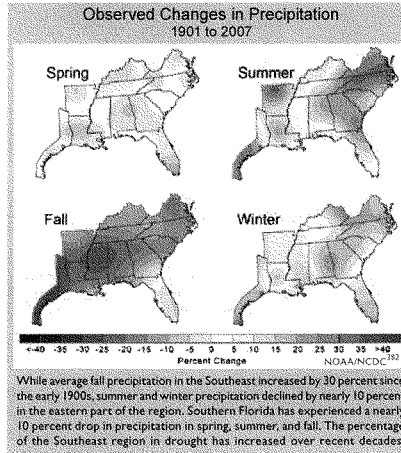 Observed Changes in Precipitation
1901 to 2007
Spring
Summer
Fall
Winter
<-40 -35 -30 -25 -20 -15 -10 -5 0 5 10 15 20 25 30 35 >40
Percent Change
NOAA/NCDC 382
While average fall precipitation in the Southeast increased by 30 percent since
the early 1900s, summer and winter precipitation declined by nearly 10 percent
in the eastern part of the region. Southern Florida has experienced a nearly
10 percent drop in precipitation in spring, summer, and fall. The percentage
of the Southeast region in drought has increased over recent decades.